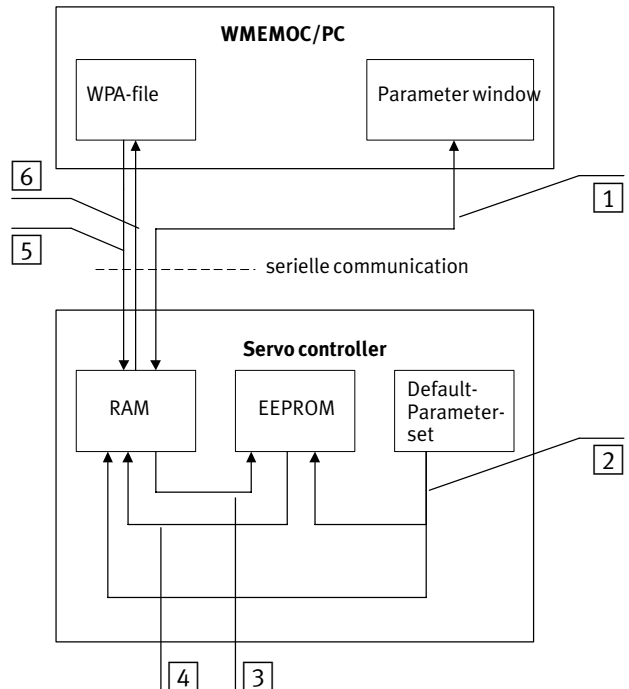 WMEMOC/PC
WPA-file
Parameter window
6
1
5
serielle communication
Servo controller
RAM
EEPROM
Default-
Parameter-
set
2
4
3